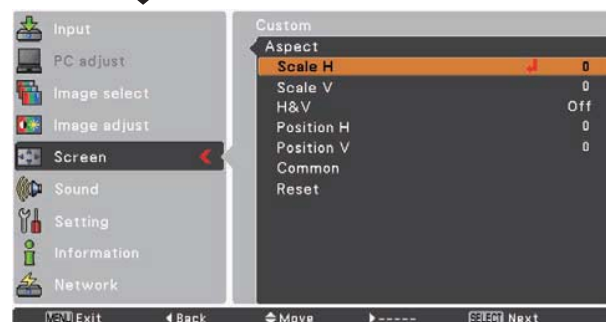 Input
PC adjust
Image select
Image adjust
Screen
Sound
Setting
Information
Network
Custom
Aspect
Scale H 0
Scale V 0
H&V Off
Position H 0
Position V 0
Common
Reset
MENU Exit ◀Back ◆Move ▶----- SELECT Next